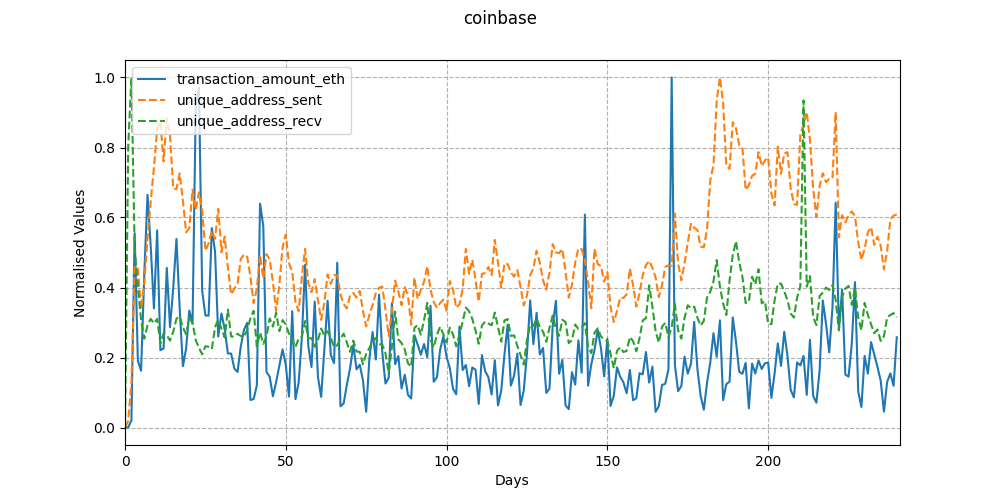 coinbase
transaction_amount_eth
unique_address_sent
unique_address_recv
Normalised Values
1.0
0.8
0.6
0.4
0.2
0.0
0 50 100 150 200
Days